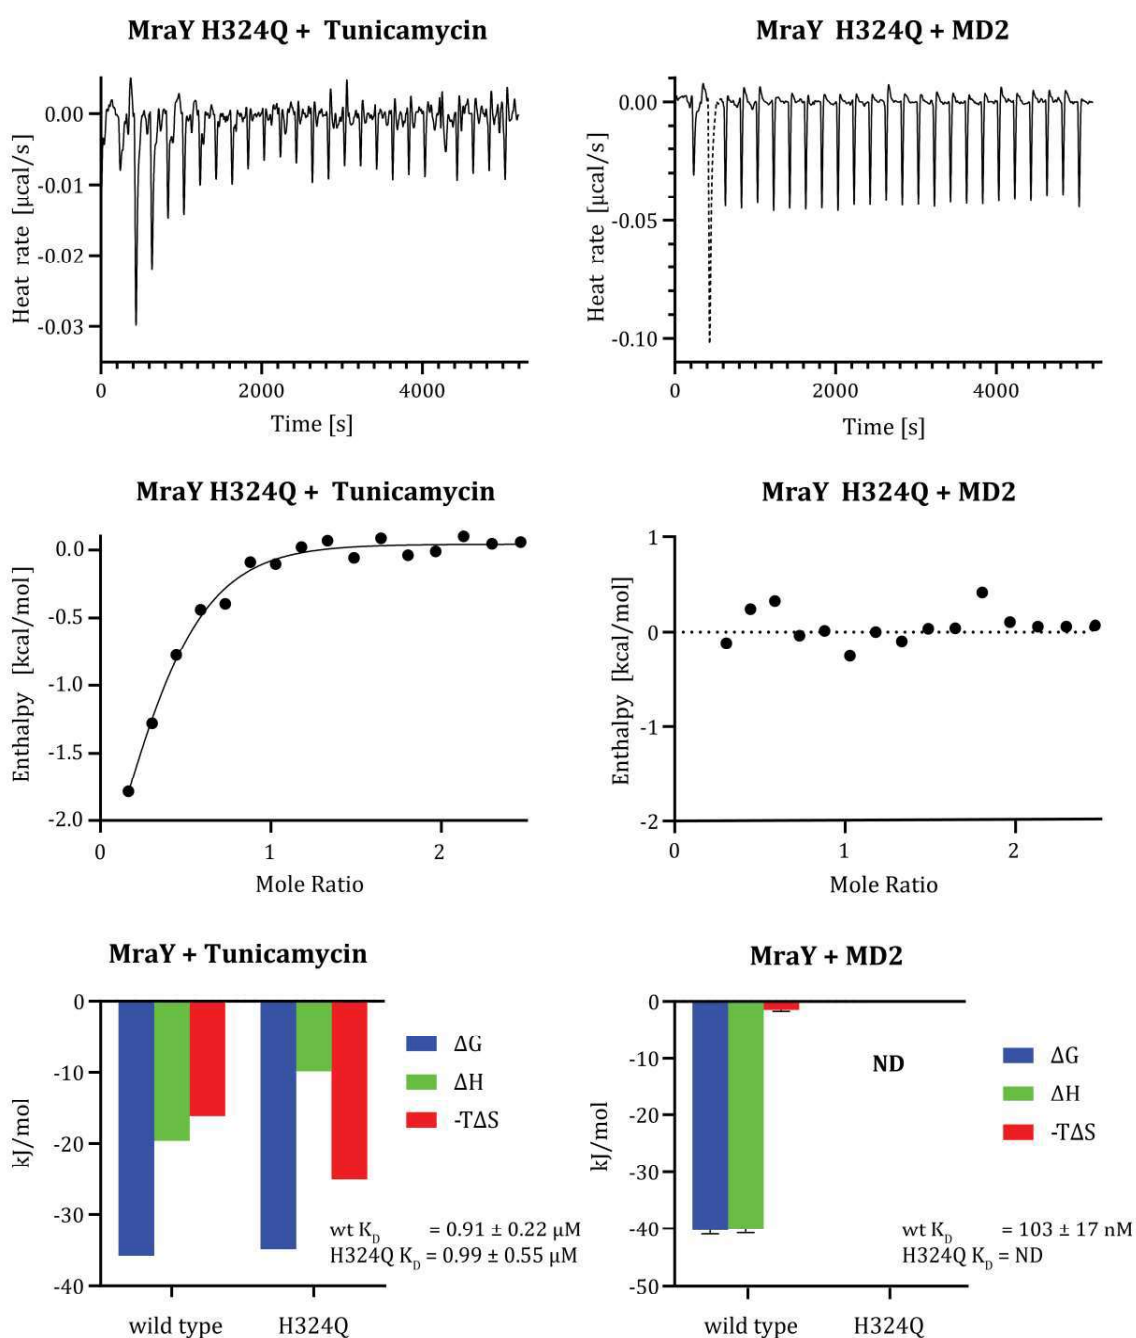 MraY H324Q + Tunicamycin
MraY H324Q + MD2
Heat rate [µcal/s]
0.00
-0.01
-0.02
-0.03
0
2000
4000
Time [s]
Heat rate [µcal/s]
0.00
-0.05
-0.10
0
2000
4000
Time [s]
MraY H324Q + Tunicamycin
MraY H324Q + MD2
Enthalpy [kcal/mol]
0.0
-0.5
-1.0
-1.5
-2.0
0
1
2
Mole Ratio
Enthalpy [kcal/mol]
1
0
-1
-2
0
1
2
Mole Ratio
MraY + Tunicamycin
MraY + MD2
kJ/mol
0
-10
-20
-30
-40
ΔG
ΔH
-TΔS
wt KD = 0.91 ± 0.22 µM
H324Q KD = 0.99 ± 0.55 µM
wild type
H324Q
kJ/mol
0
-10
-20
-30
-40
-50
ND
ΔG
ΔH
-TΔS
wt KD = 103 ± 17 nM
H324Q KD = ND
wild type
H324Q